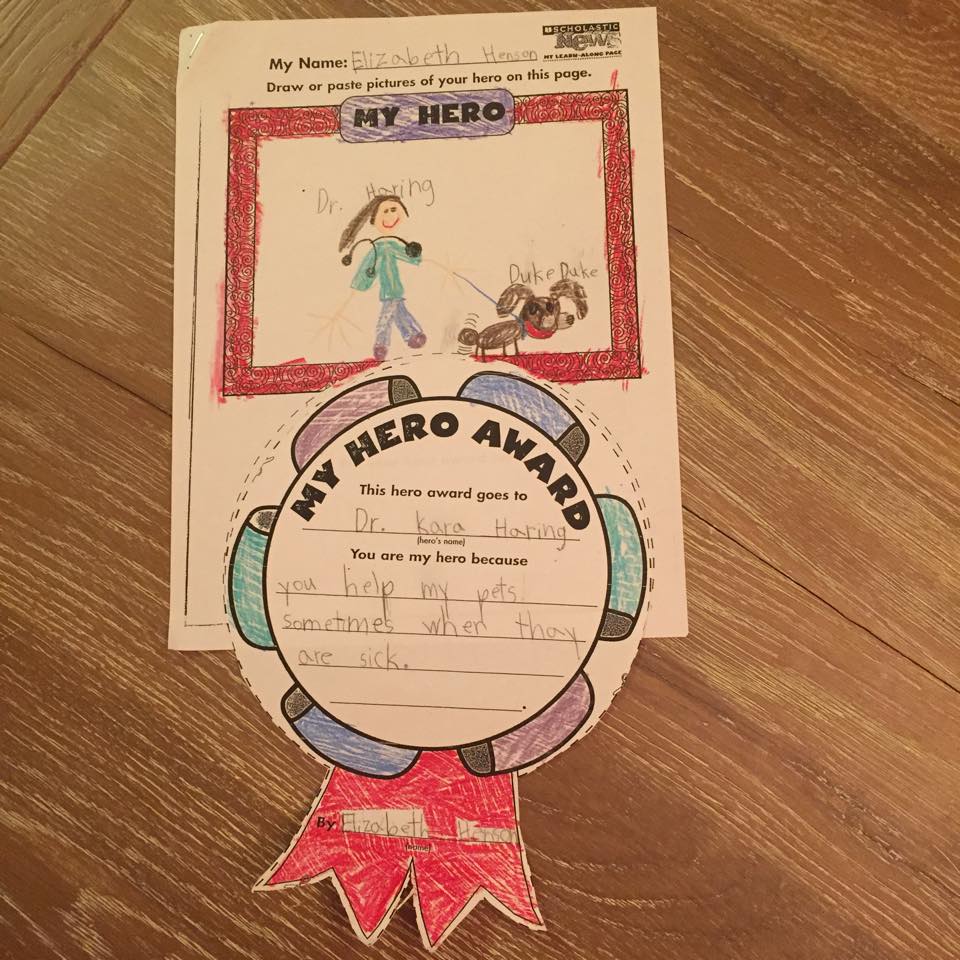 SCHOLASTIC
NEWS
MY LEARN-ALONG PAGE
My Name: Elizabeth Henson
Draw or paste pictures of your hero on this page.
MY HERO
Dr. Haring
Duke Duke
MY HERO AWARD
This hero award goes to
Dr. Kara Haring
(hero's name)
You are my hero because
you help my pets
sometimes when thay
are sick.
.
By Elizabeth Henson
(name)